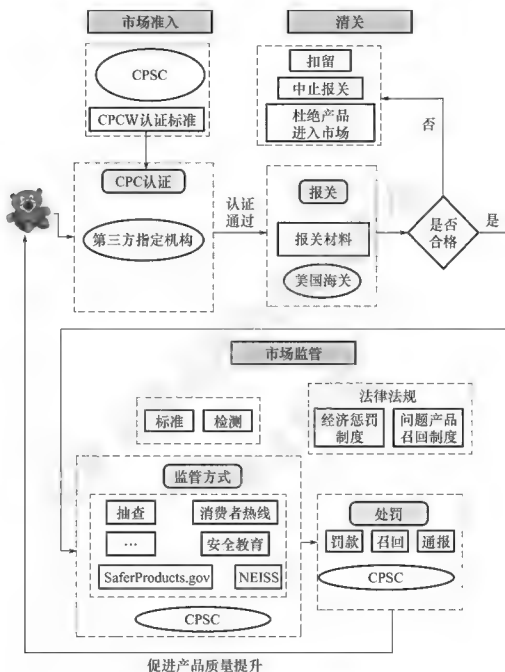 市场准入
清关
CPSC
CPCW认证标准
扣留
中止报关
杜绝产品
进入市场
否
CPC认证
第三方指定机构
认证
通过
报关
报关材料
美国海关
是否
合格
是
市场监管
标准
检测
法律法规
经济惩罚
制度
问题产品
召回制度
监管方式
抽查
消费者热线
…
安全教育
SaferProducts.gov
NEISS
CPSC
处罚
罚款
召回
通报
CPSC
促进产品质量提升